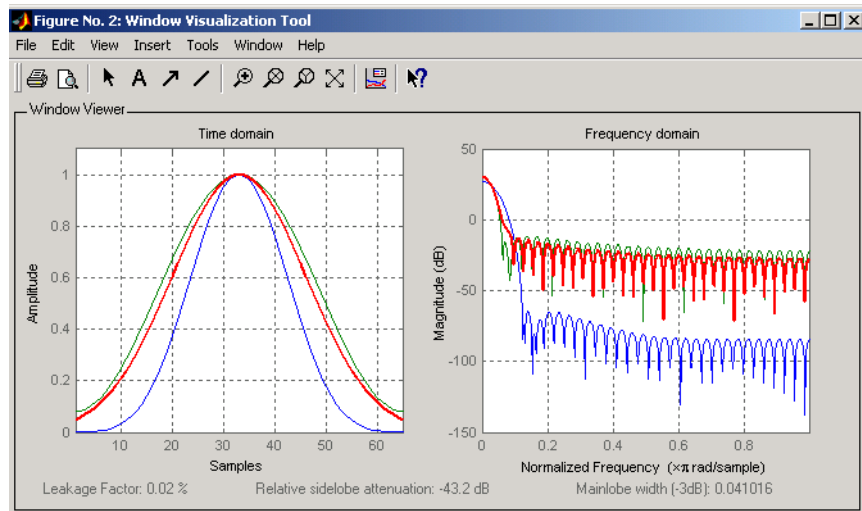 Figure No. 2: Window Visualization Tool
File Edit View Insert Tools Window Help
A
Window Viewer
Time domain
1
0.8
0.6
0.4
0.2
0
10 20 30 40 50 60
Amplitude
Samples
Frequency domain
50
0
-50
-100
-150
0 0.2 0.4 0.6 0.8
Magnitude (dB)
Normalized Frequency (×π rad/sample)
Leakage Factor: 0.02 % Relative sidelobe attenuation: -43.2 dB Mainlobe width (-3dB): 0.041016